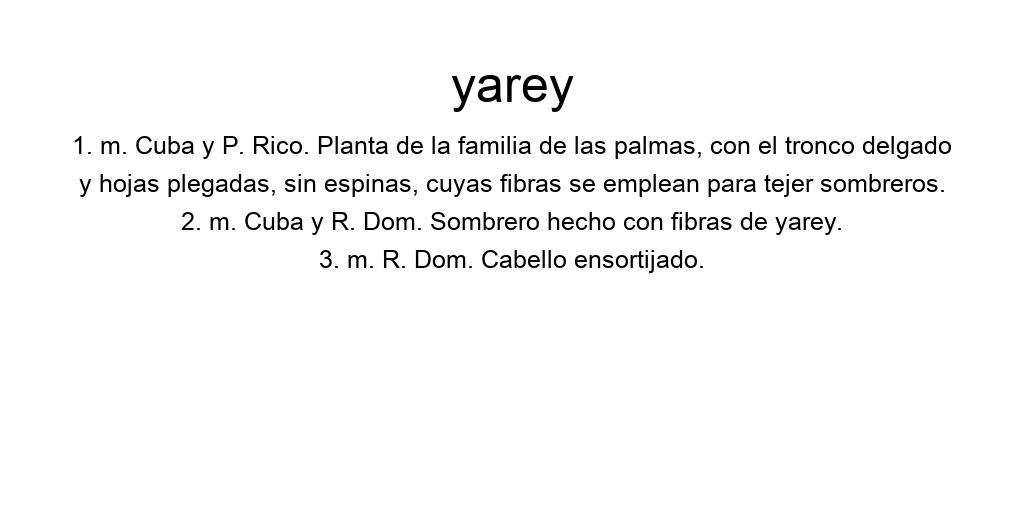 yarey
1. m. Cuba y P. Rico. Planta de la familia de las palmas, con el tronco delgado
y hojas plegadas, sin espinas, cuyas fibras se emplean para tejer sombreros.
2. m. Cuba y R. Dom. Sombrero hecho con fibras de yarey.
3. m. R. Dom. Cabello ensortijado.